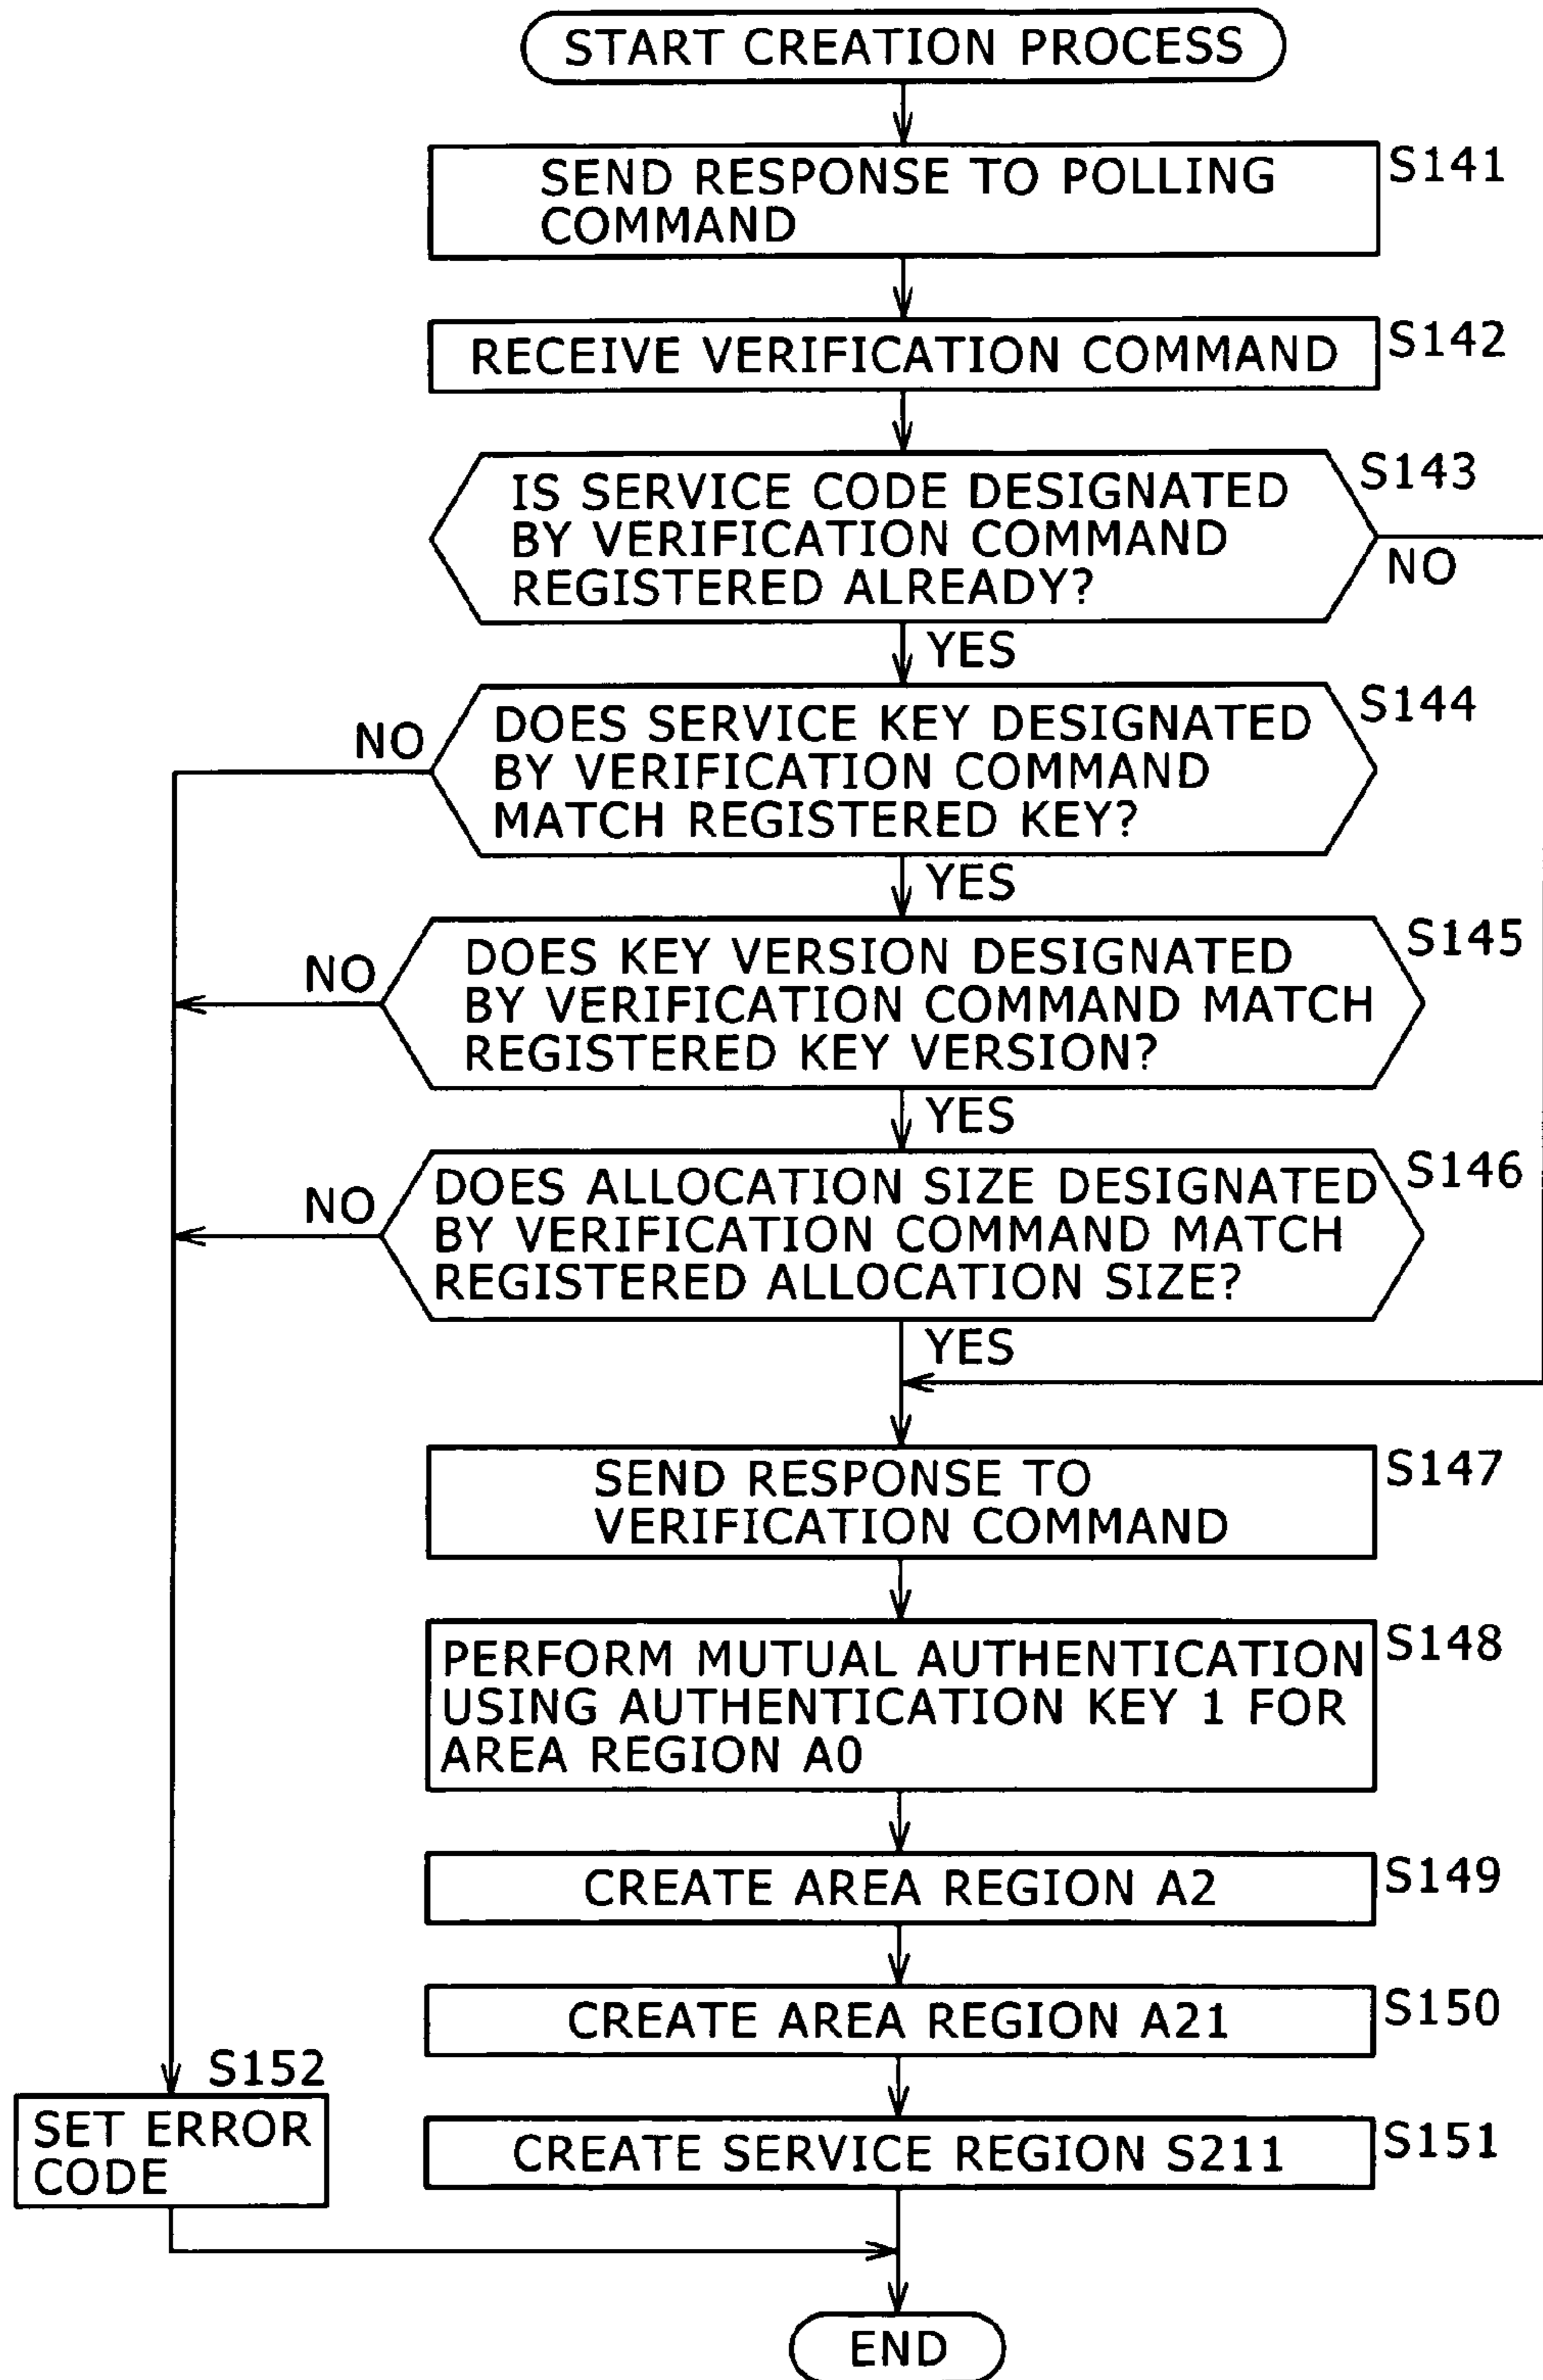 START CREATION PROCESS
S141
SEND RESPONSE TO POLLING
COMMAND
S142
RECEIVE VERIFICATION COMMAND
S143
IS SERVICE CODE DESIGNATED
BY VERIFICATION COMMAND
REGISTERED ALREADY?
NO
YES
S144
NO
DOES SERVICE KEY DESIGNATED
BY VERIFICATION COMMAND
MATCH REGISTERED KEY?
YES
S145
NO
DOES KEY VERSION DESIGNATED
BY VERIFICATION COMMAND MATCH
REGISTERED KEY VERSION?
YES
S146
NO
DOES ALLOCATION SIZE DESIGNATED
BY VERIFICATION COMMAND MATCH
REGISTERED ALLOCATION SIZE?
YES
S147
SEND RESPONSE TO
VERIFICATION COMMAND
S148
PERFORM MUTUAL AUTHENTICATION
USING AUTHENTICATION KEY 1 FOR
AREA REGION A0
S149
CREATE AREA REGION A2
S150
CREATE AREA REGION A21
S152
SET ERROR
CODE
S151
CREATE SERVICE REGION S211
END